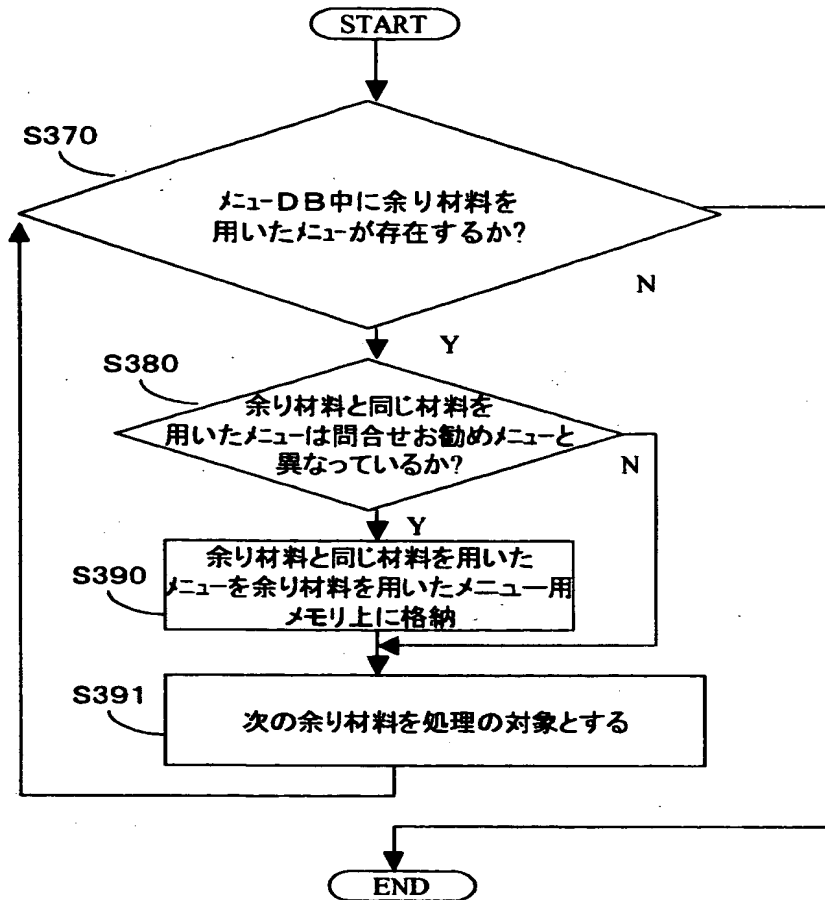 START
S370
メニューDB中に余り材料を
用いたメニューが存在するか?
N
Y
S380
余り材料と同じ材料を
用いたメニューは問合せお勧めメニューと
異なっているか?
N
Y
S390
余り材料と同じ材料を用いた
メニューを余り材料を用いたメニュー用
メモリ上に格納
S391
次の余り材料を処理の対象とする
END